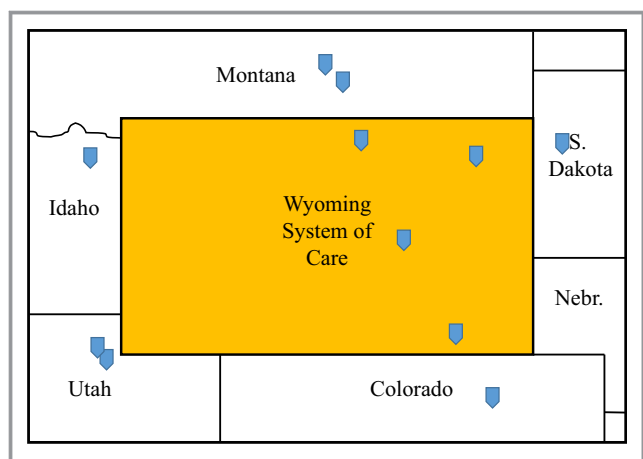 Montana
S.
Dakota
Idaho
Wyoming
System of
Care
Nebr.
Utah
Colorado